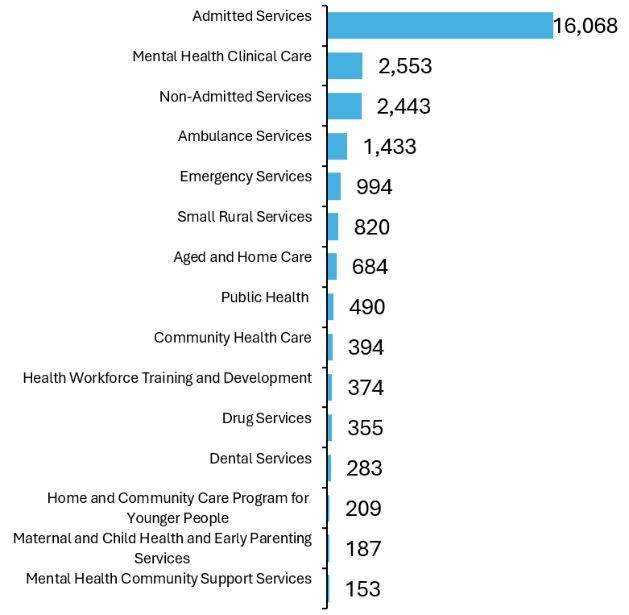 Admitted Services 16,068
Mental Health Clinical Care 2,553
Non-Admitted Services 2,443
Ambulance Services 1,433
Emergency Services 994
Small Rural Services 820
Aged and Home Care 684
Public Health 490
Community Health Care 394
Health Workforce Training and Development 374
Drug Services 355
Dental Services 283
Home and Community Care Program for
Younger People 209
Maternal and Child Health and Early Parenting
Services 187
Mental Health Community Support Services 153